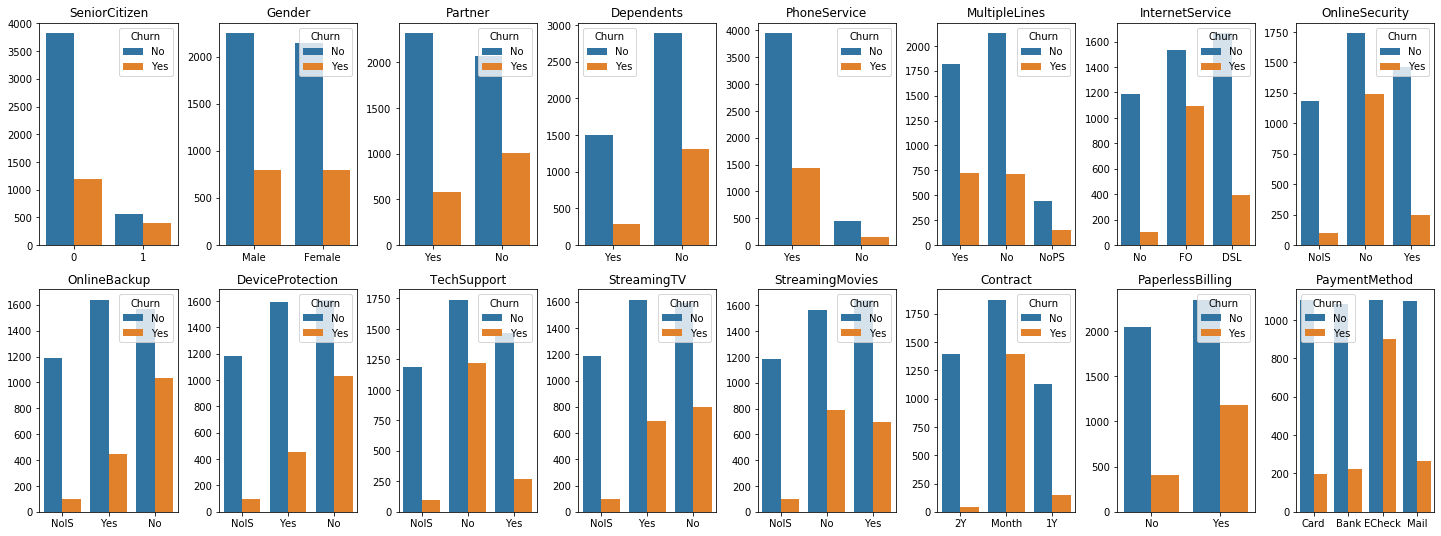 SeniorCitizen
Gender
Partner
Dependents
PhoneService
MultipleLines
InternetService
OnlineSecurity
4000
3500
3000
2500
2000
1500
1000
500
0
Churn
No
Yes
0 1
2000
1500
1000
500
0
Churn
No
Yes
Male Female
2000
1500
1000
500
0
Churn
No
Yes
Yes No
3000
2500
2000
1500
1000
500
0
Churn
No
Yes
Yes No
4000
3500
3000
2500
2000
1500
1000
500
0
Churn
No
Yes
Yes No
2000
1750
1500
1250
1000
750
500
250
0
Churn
No
Yes
Yes No NoPS
1600
1400
1200
1000
800
600
400
200
0
Churn
No
Yes
No FO DSL
1750
1500
1250
1000
750
500
250
0
Churn
No
Yes
NoIS No Yes
OnlineBackup
DeviceProtection
TechSupport
StreamingTV
StreamingMovies
Contract
PaperlessBilling
PaymentMethod
1600
1400
1200
1000
800
600
400
200
0
Churn
No
Yes
NoIS Yes No
1600
1400
1200
1000
800
600
400
200
0
Churn
No
Yes
NoIS Yes No
1750
1500
1250
1000
750
500
250
0
Churn
No
Yes
NoIS No Yes
1600
1400
1200
1000
800
600
400
200
0
Churn
No
Yes
NoIS Yes No
1600
1400
1200
1000
800
600
400
200
0
Churn
No
Yes
NoIS No Yes
1750
1500
1250
1000
750
500
250
0
Churn
No
Yes
2Y Month 1Y
2000
1500
1000
500
0
Churn
No
Yes
No Yes
1000
800
600
400
200
0
Churn
No
Yes
Card Bank ECheck Mail